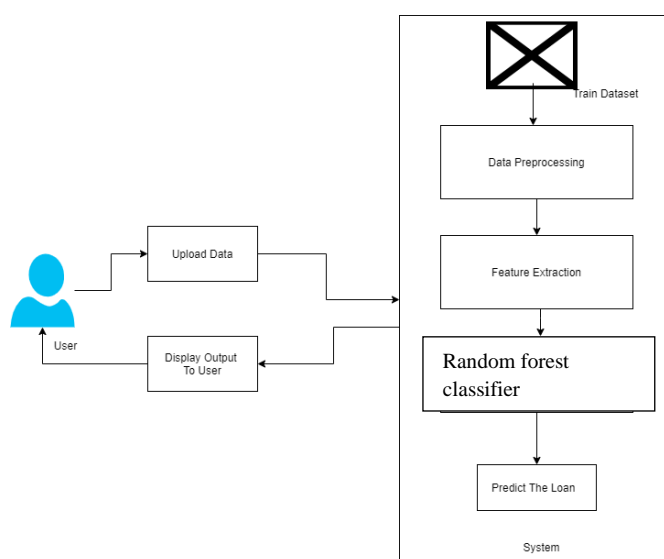 Train Dataset
Data Preprocessing
Upload Data
Feature Extraction
User
Display Output
To User
Random forest
classifier
Predict The Loan
System